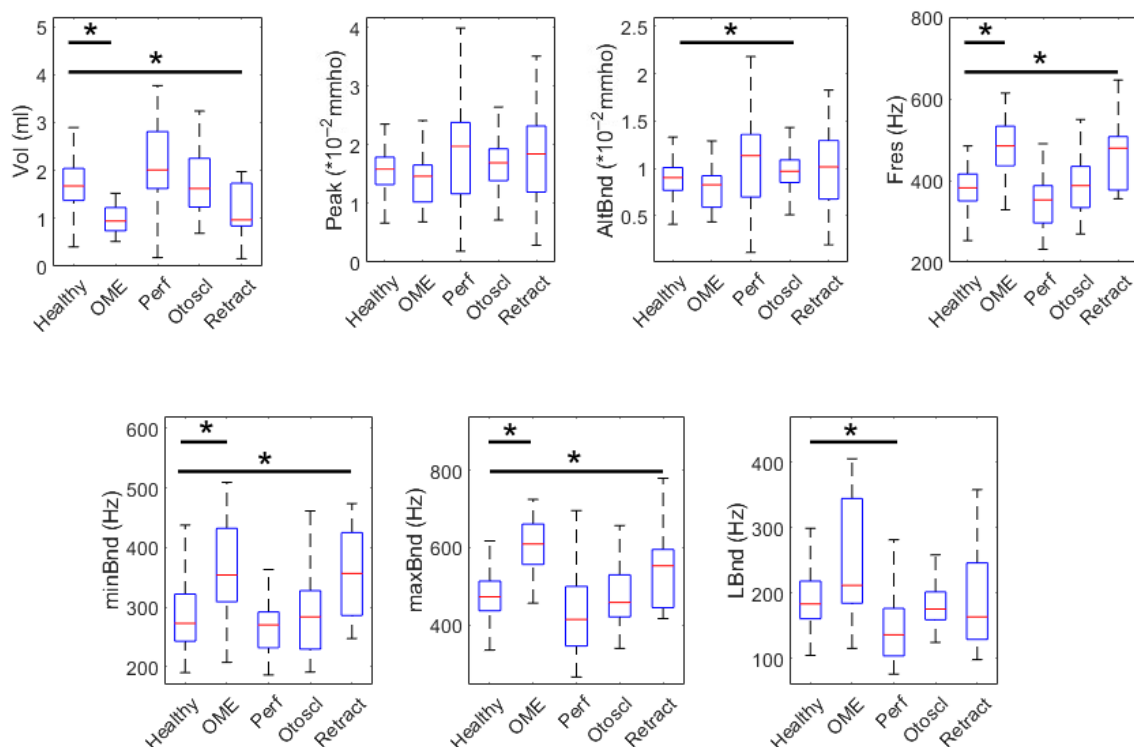 Vol (ml)
5
4
3
2
1
0
*
*
Healthy
OME
Perf
Otoscl
Retract
Peak (*10⁻² mmho)
4
3
2
1
0
Healthy
OME
Perf
Otoscl
Retract
AltBnd (*10⁻² mmho)
2.5
2
1.5
1
0.5
*
Healthy
OME
Perf
Otoscl
Retract
Fres (Hz)
800
600
400
200
*
*
Healthy
OME
Perf
Otoscl
Retract
minBnd (Hz)
600
500
400
300
200
*
*
Healthy
OME
Perf
Otoscl
Retract
maxBnd (Hz)
800
600
400
*
*
Healthy
OME
Perf
Otoscl
Retract
LBnd (Hz)
400
300
200
100
*
Healthy
OME
Perf
Otoscl
Retract